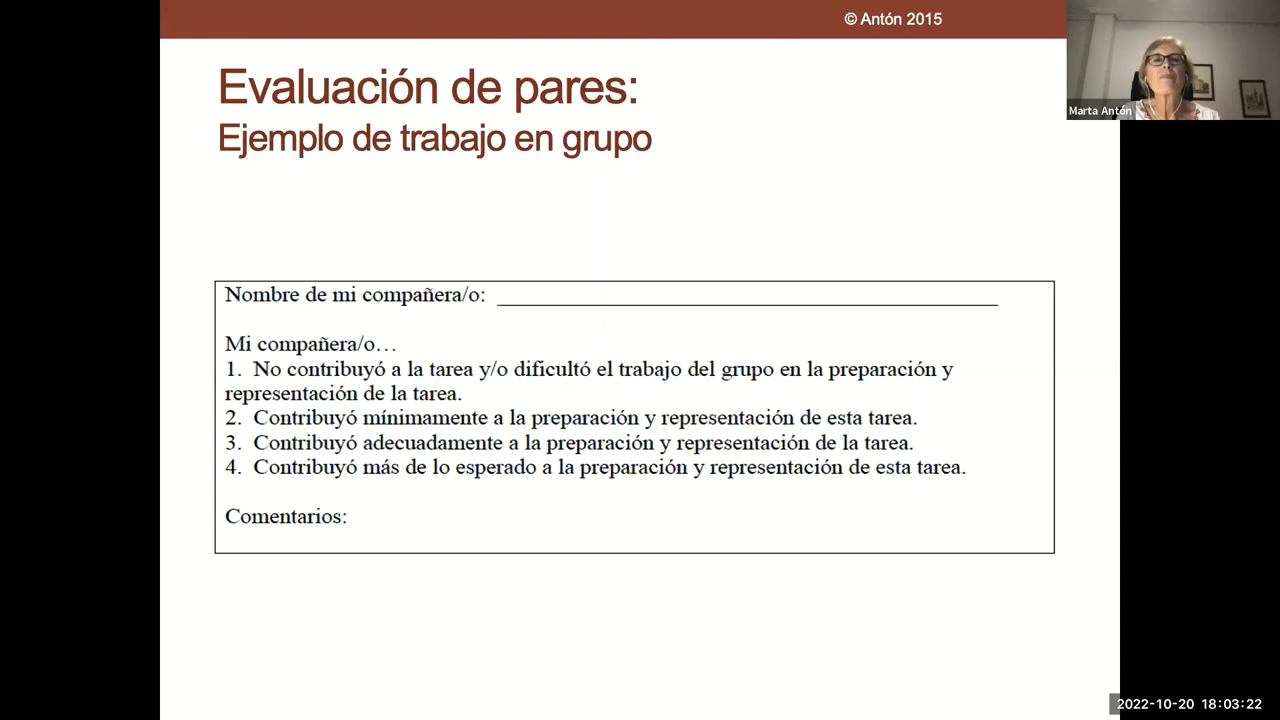 © Antón 2015
Marta Antón
Evaluación de pares:
Ejemplo de trabajo en grupo
Nombre de mi compañera/o: ______________________________________________
Mi compañera/o…
1. No contribuyó a la tarea y/o dificultó el trabajo del grupo en la preparación y
representación de la tarea.
2. Contribuyó mínimamente a la preparación y representación de esta tarea.
3. Contribuyó adecuadamente a la preparación y representación de la tarea.
4. Contribuyó más de lo esperado a la preparación y representación de esta tarea.
Comentarios:
2022-10-20 18:03:22